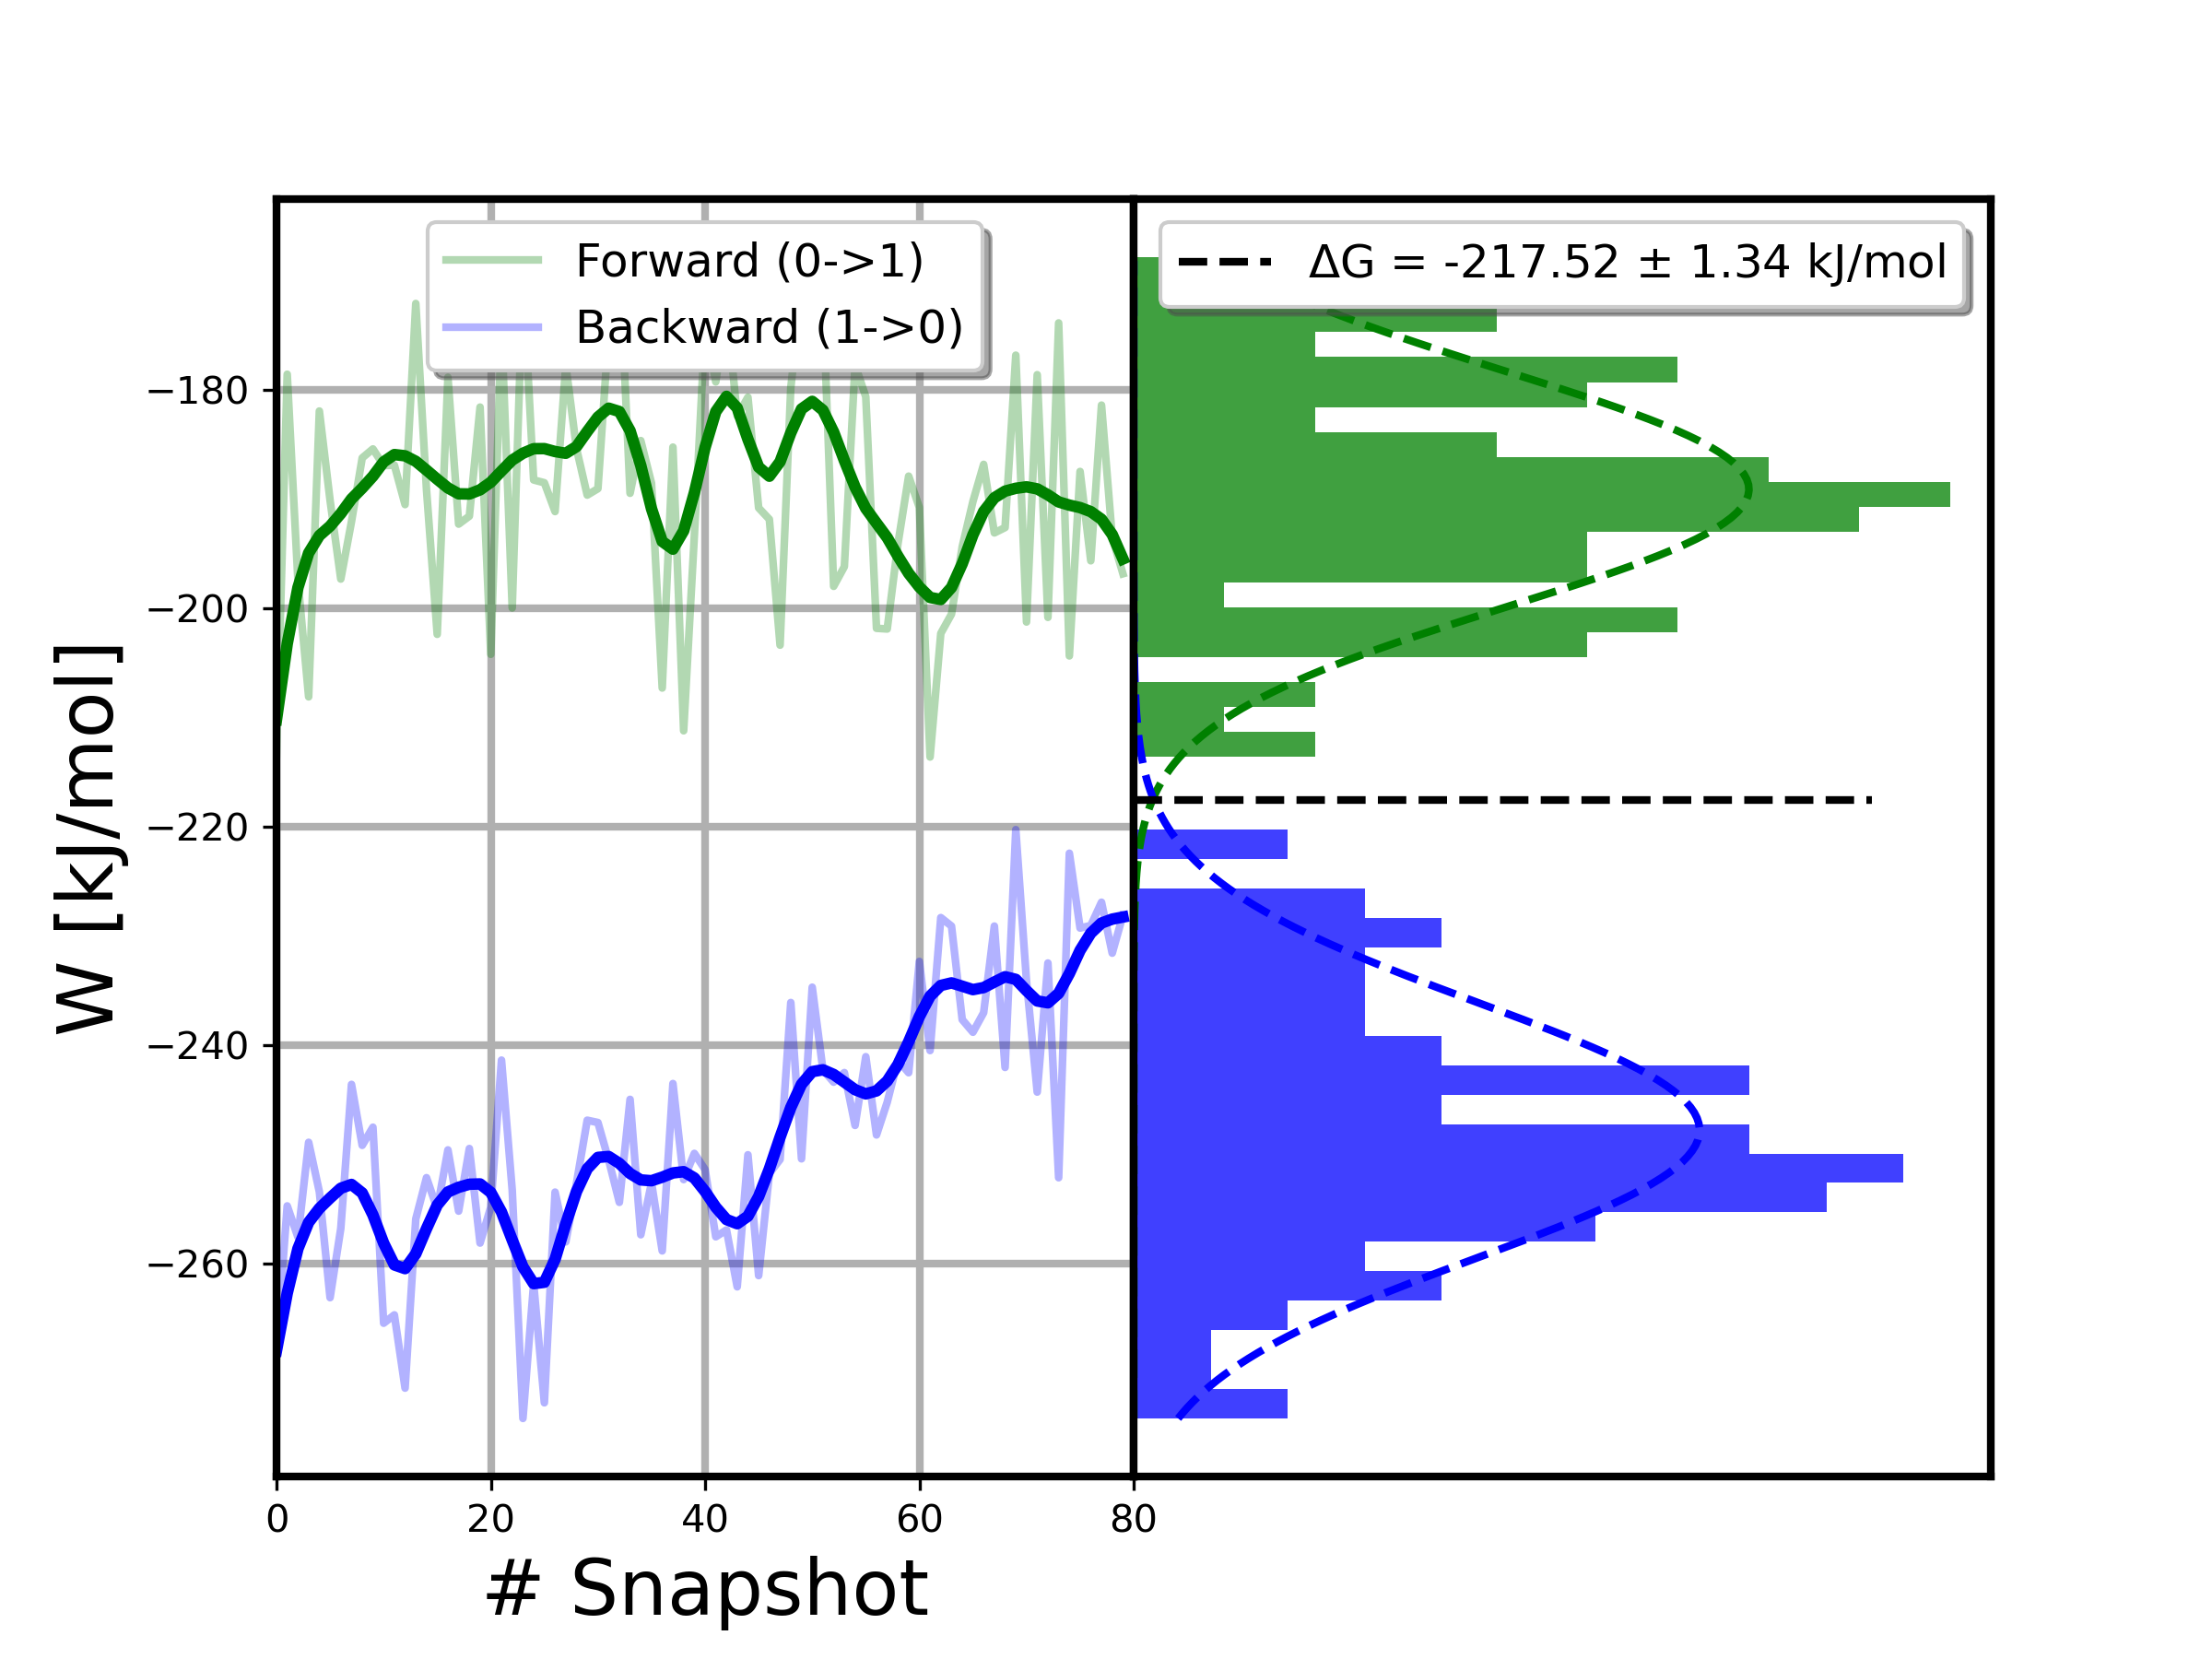 Forward (0->1)
Backward (1->0)
ΔG = -217.52 ± 1.34 kJ/mol
W [kJ/mol]
−180
−200
−220
−240
−260
0 20 40 60 80
# Snapshot